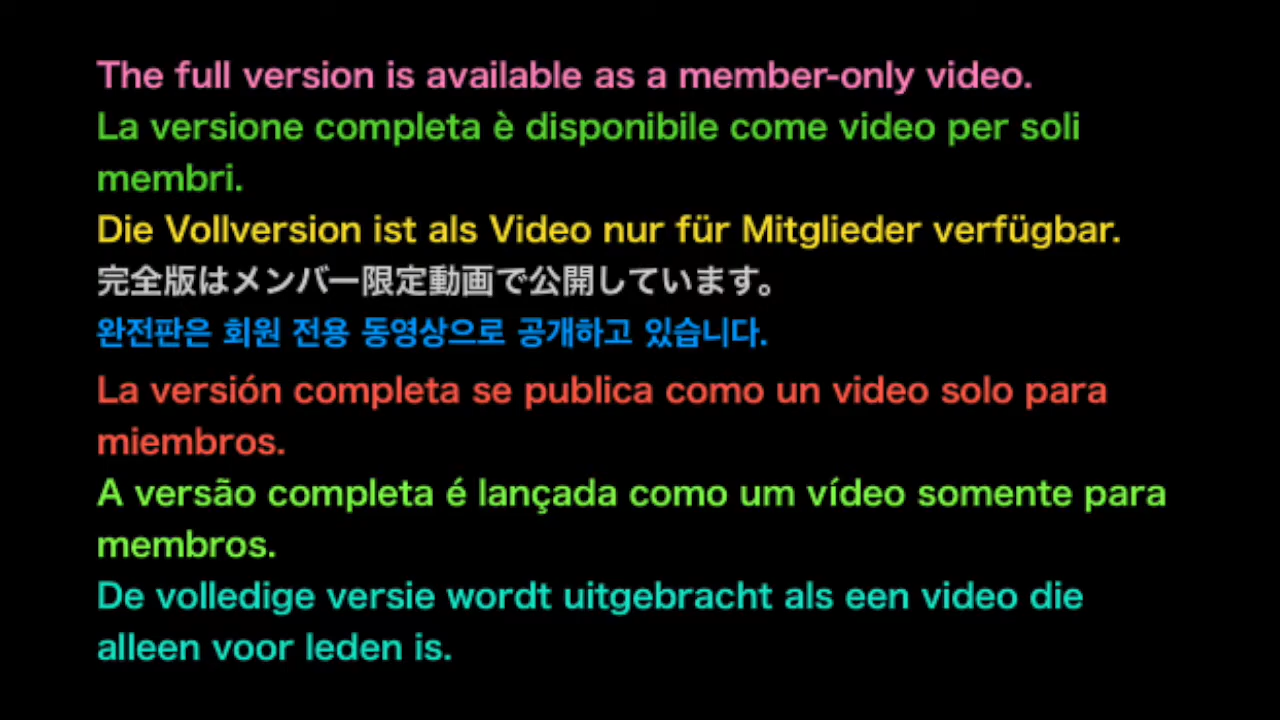 The full version is available as a member-only video.
La versione completa è disponibile come video per soli
membri.
Die Vollversion ist als Video nur für Mitglieder verfügbar.
完全版はメンバー限定動画で公開しています。
완전판은 회원 전용 동영상으로 공개하고 있습니다.
La versión completa se publica como un video solo para
miembros.
A versão completa é lançada como um vídeo somente para
membros.
De volledige versie wordt uitgebracht als een video die
alleen voor leden is.